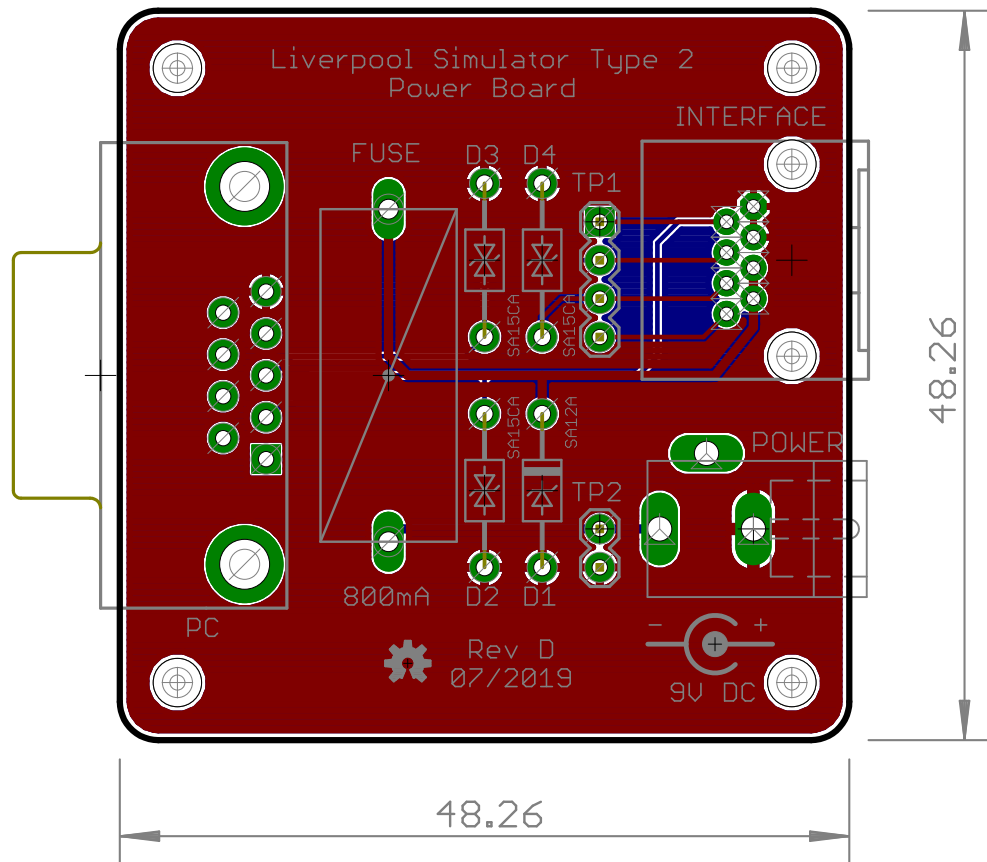 Liverpool Simulator Type 2
Power Board
INTERFACE
FUSE
D3
D4
TP1
SA15CA
SA15CA
SA15CA
SA12A
POWER
TP2
800mA
D2
D1
PC
Rev D
07/2019
- +
9V DC
48.26
48.26